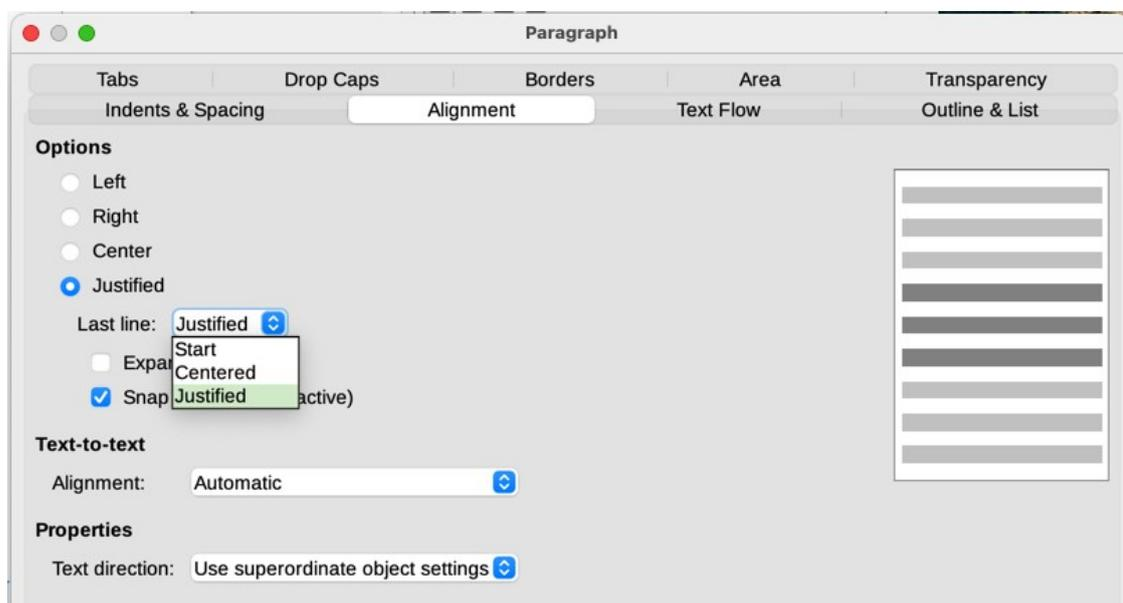 Paragraph
Tabs Drop Caps Borders Area Transparency
Indents & Spacing Alignment Text Flow Outline & List
Options
Left
Right
Center
Justified
Last line: Justified
Start
Centered
Justified
Snap active)
Text-to-text
Alignment: Automatic
Properties
Text direction: Use superordinate object settings